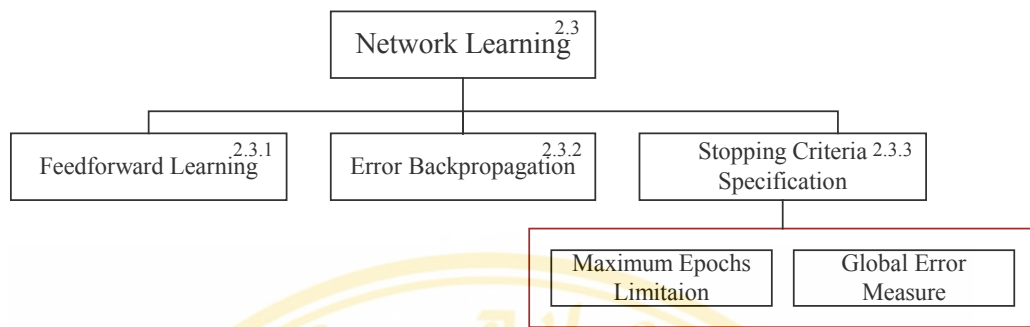 Network Learning 2.3
Feedforward Learning 2.3.1
Error Backpropagation 2.3.2
Stopping Criteria 2.3.3
Specification
Maximum Epochs
Limitaion
Global Error
Measure